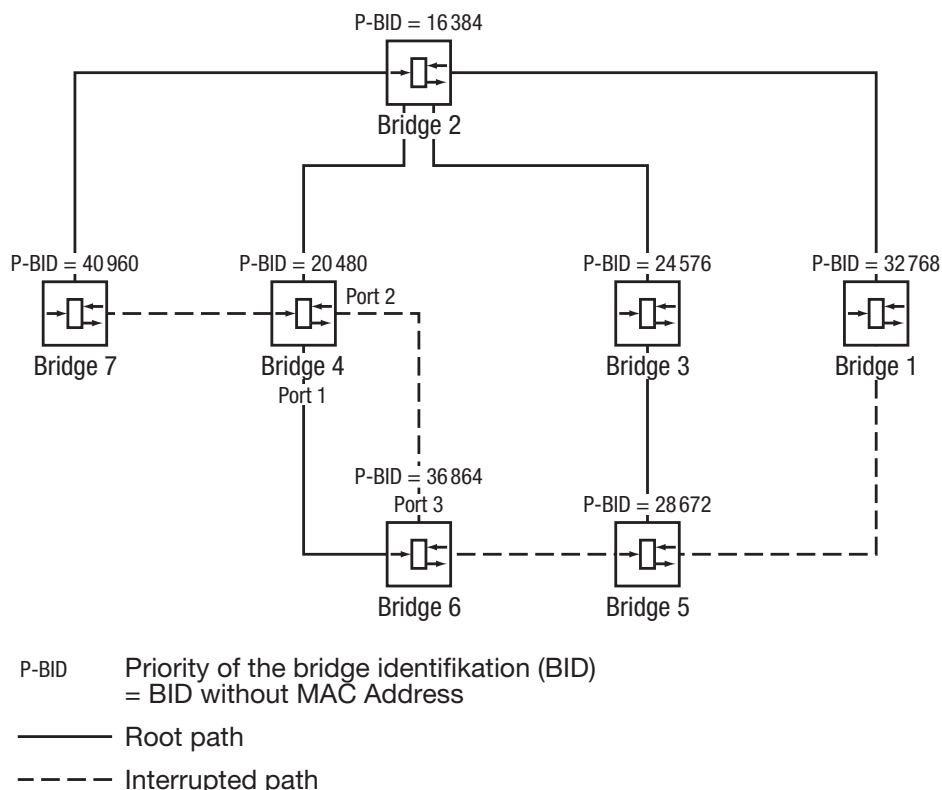 P-BID = 16 384
Bridge 2
P-BID = 40 960
P-BID = 20 480
P-BID = 24 576
P-BID = 32 768
Port 2
Bridge 7
Bridge 4
Bridge 3
Bridge 1
Port 1
P-BID = 36 864
Port 3
P-BID = 28 672
Bridge 6
Bridge 5
P-BID Priority of the bridge identifikation (BID)
= BID without MAC Address
Root path
Interrupted path